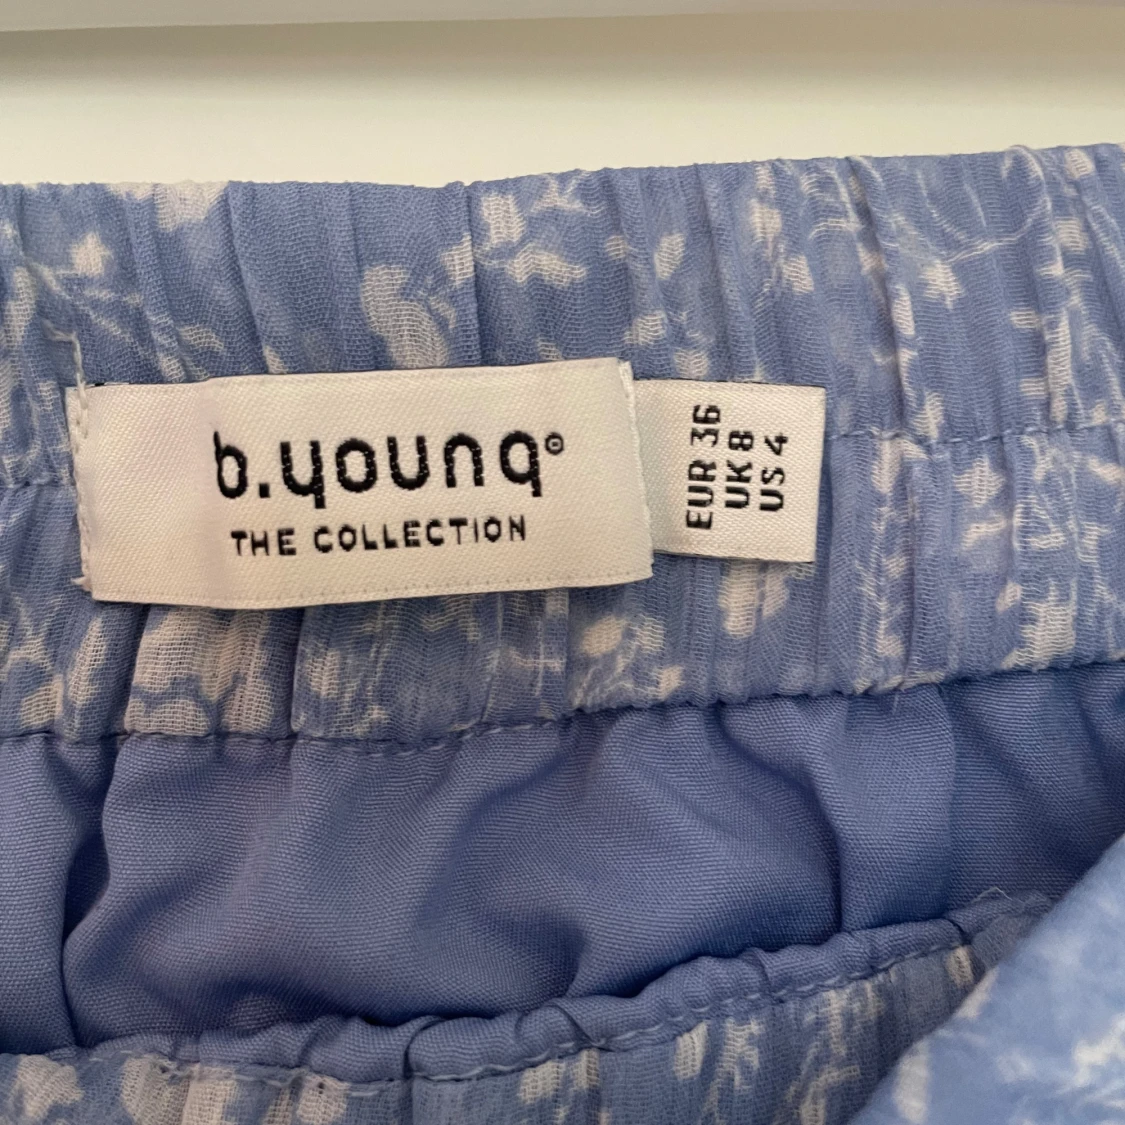 b.young®
THE COLLECTION
EUR 36
UK 8
US 4